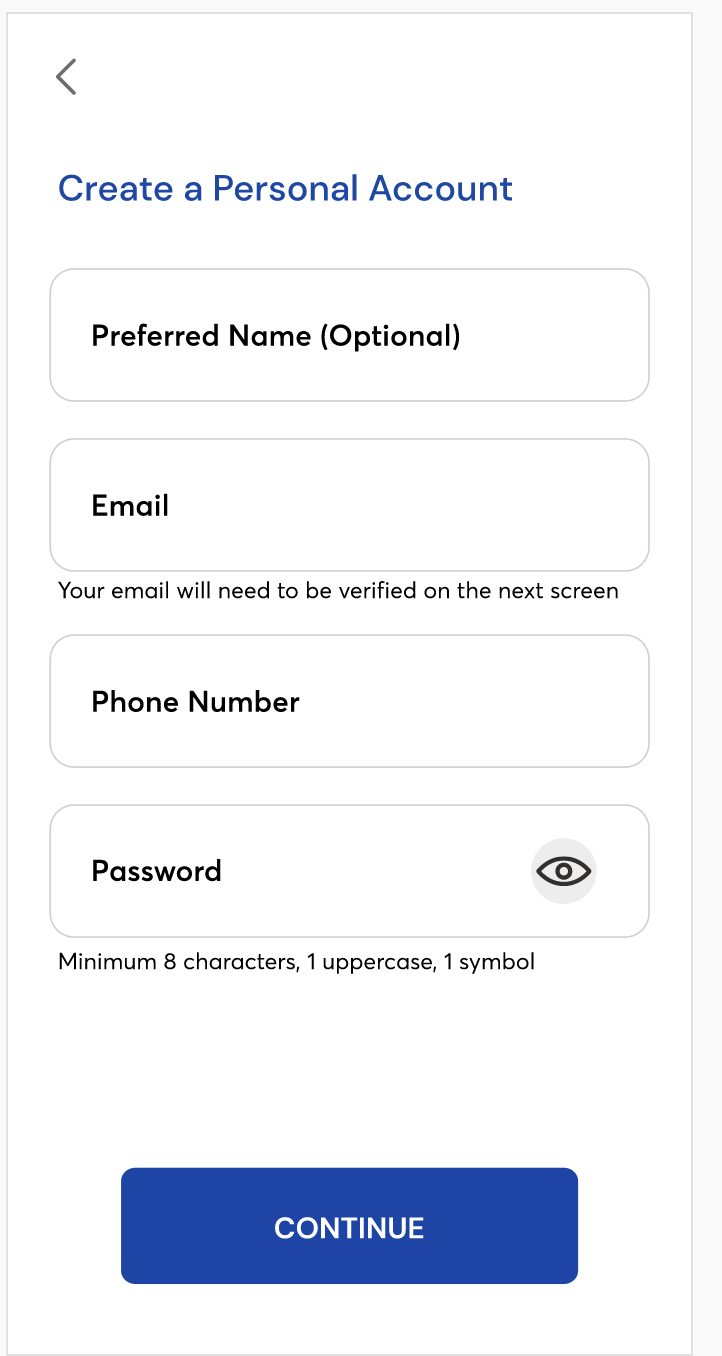 Create a Personal Account
Preferred Name (Optional)
Email
Your email will need to be verified on the next screen
Phone Number
Password
Minimum 8 characters, 1 uppercase, 1 symbol
CONTINUE